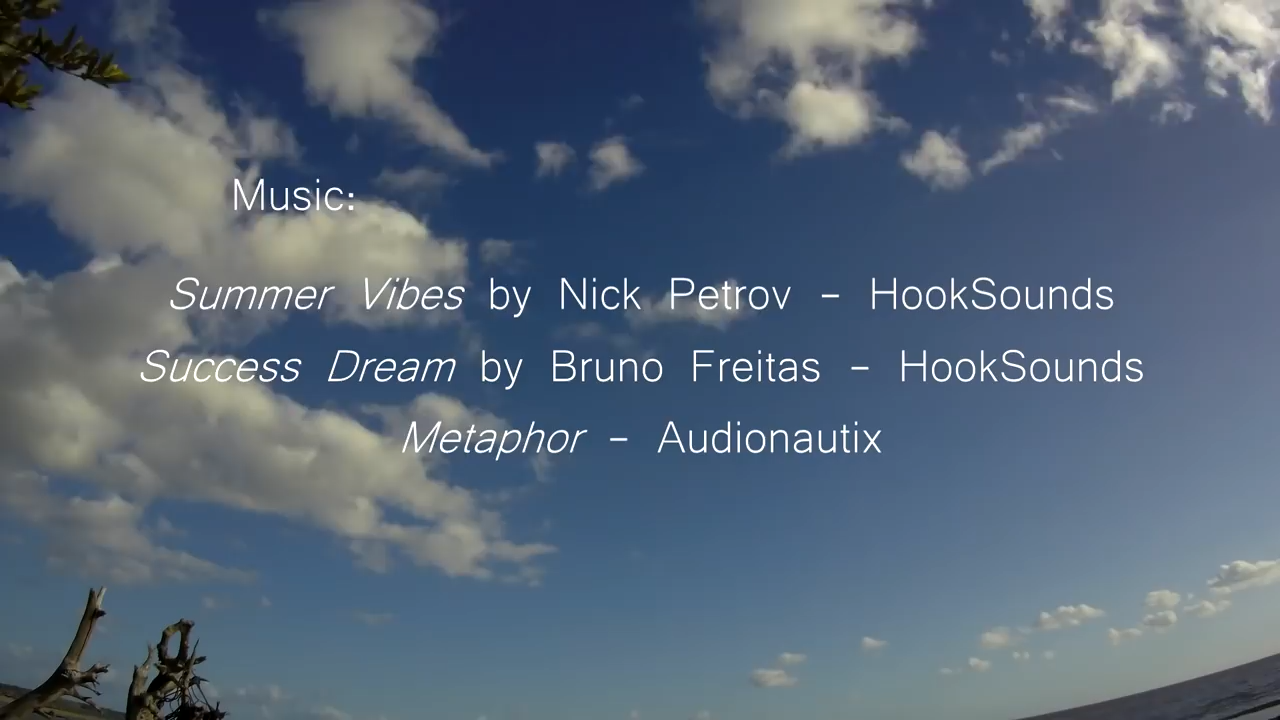 Music:
Summer Vibes by Nick Petrov - HookSounds
Success Dream by Bruno Freitas - HookSounds
Metaphor - Audionautix